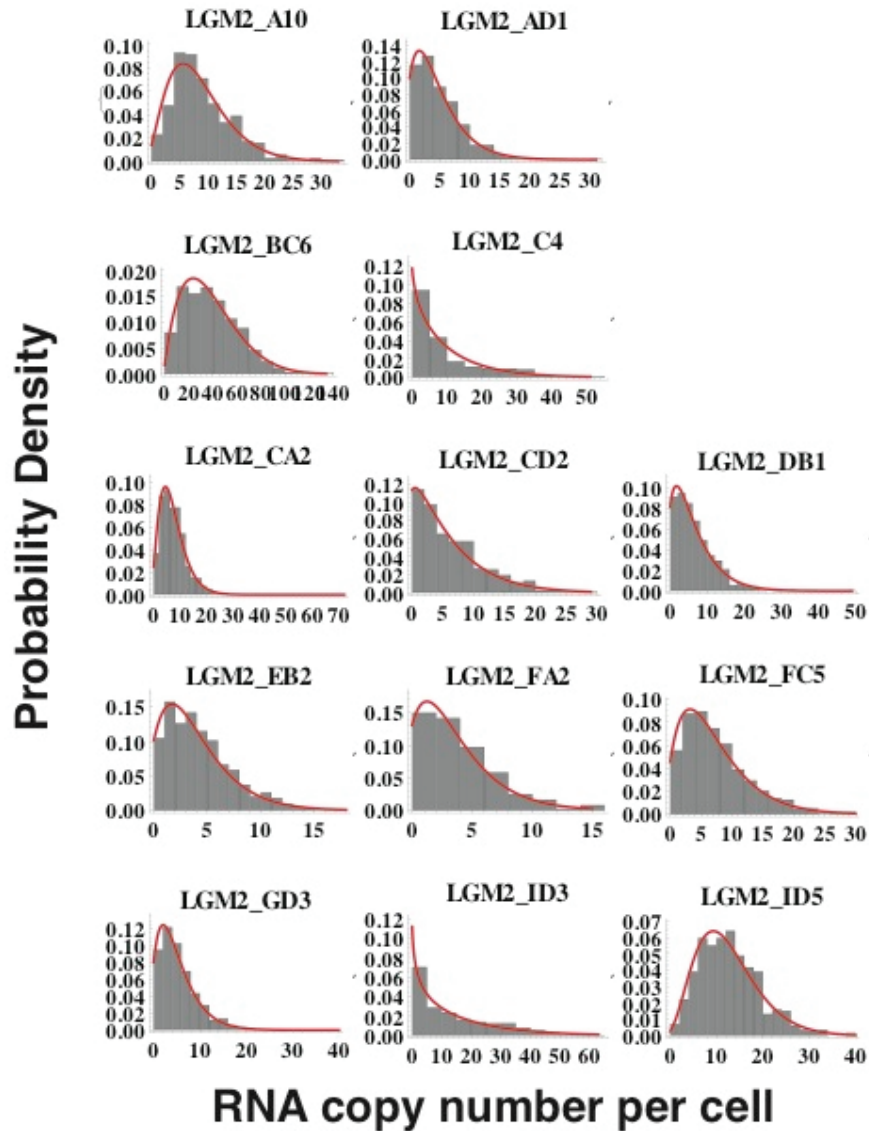 LGM2_A10
0.10
0.08
0.06
0.04
0.02
0.00
0 5 10 15 20 25 30
LGM2_AD1
0.14
0.12
0.10
0.08
0.06
0.04
0.02
0.00
0 5 10 15 20 25 30
LGM2_BC6
0.020
0.015
0.010
0.005
0.000
0 20 40 60 80 100 120 140
LGM2_C4
0.12
0.10
0.08
0.06
0.04
0.02
0.00
0 10 20 30 40 50
LGM2_CA2
0.10
0.08
0.06
0.04
0.02
0.00
0 10 20 30 40 50 60 70
LGM2_CD2
0.12
0.10
0.08
0.06
0.04
0.02
0.00
0 5 10 15 20 25 30
LGM2_DB1
0.10
0.08
0.06
0.04
0.02
0.00
0 10 20 30 40 50
LGM2_EB2
0.15
0.10
0.05
0.00
0 5 10 15
LGM2_FA2
0.15
0.10
0.05
0.00
0 5 10 15
LGM2_FC5
0.10
0.08
0.06
0.04
0.02
0.00
0 5 10 15 20 25 30
LGM2_GD3
0.12
0.10
0.08
0.06
0.04
0.02
0.00
0 10 20 30 40
LGM2_ID3
0.12
0.10
0.08
0.06
0.04
0.02
0.00
0 10 20 30 40 50 60
LGM2_ID5
0.07
0.06
0.05
0.04
0.03
0.02
0.01
0.00
0 10 20 30 40
Probability Density
RNA copy number per cell